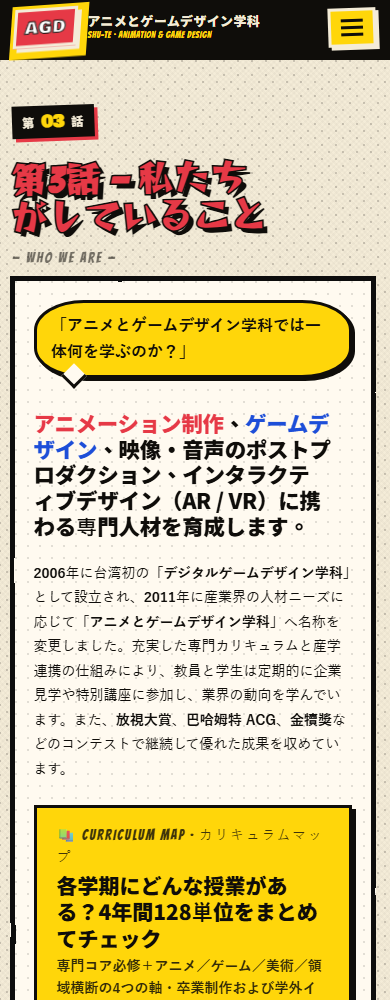 AGD
アニメとゲームデザイン学科
SHU-TE · ANIMATION & GAME DESIGN
第 03 話
第3話 – 私たち
がしていること
— WHO WE ARE —
「アニメとゲームデザイン学科では一
体何を学ぶのか？」
アニメーション制作、ゲームデ
ザイン、映像・音声のポストプ
ロダクション、インタラクテ
ィブデザイン（AR / VR）に携
わる専門人材を育成します。
2006年に台湾初の「デジタルゲームデザイン学科」
として設立され、2011年に産業界の人材ニーズに
応じて「アニメとゲームデザイン学科」へ名称を
変更しました。充実した専門カリキュラムと産学
連携の仕組みにより、教員と学生は定期的に企業
見学や特別講座に参加し、業界の動向を学んでい
ます。また、放視大賞、巴哈姆特 ACG、金犢獎な
どのコンテストで継続して優れた成果を収めてい
ます。
CURRICULUM MAP · カリキュラムマッ
プ
各学期にどんな授業があ
る？4年間128単位をまとめ
てチェック
専門コア必修＋アニメ／ゲーム／美術／領
域横断の4つの軸・卒業制作および学外イ